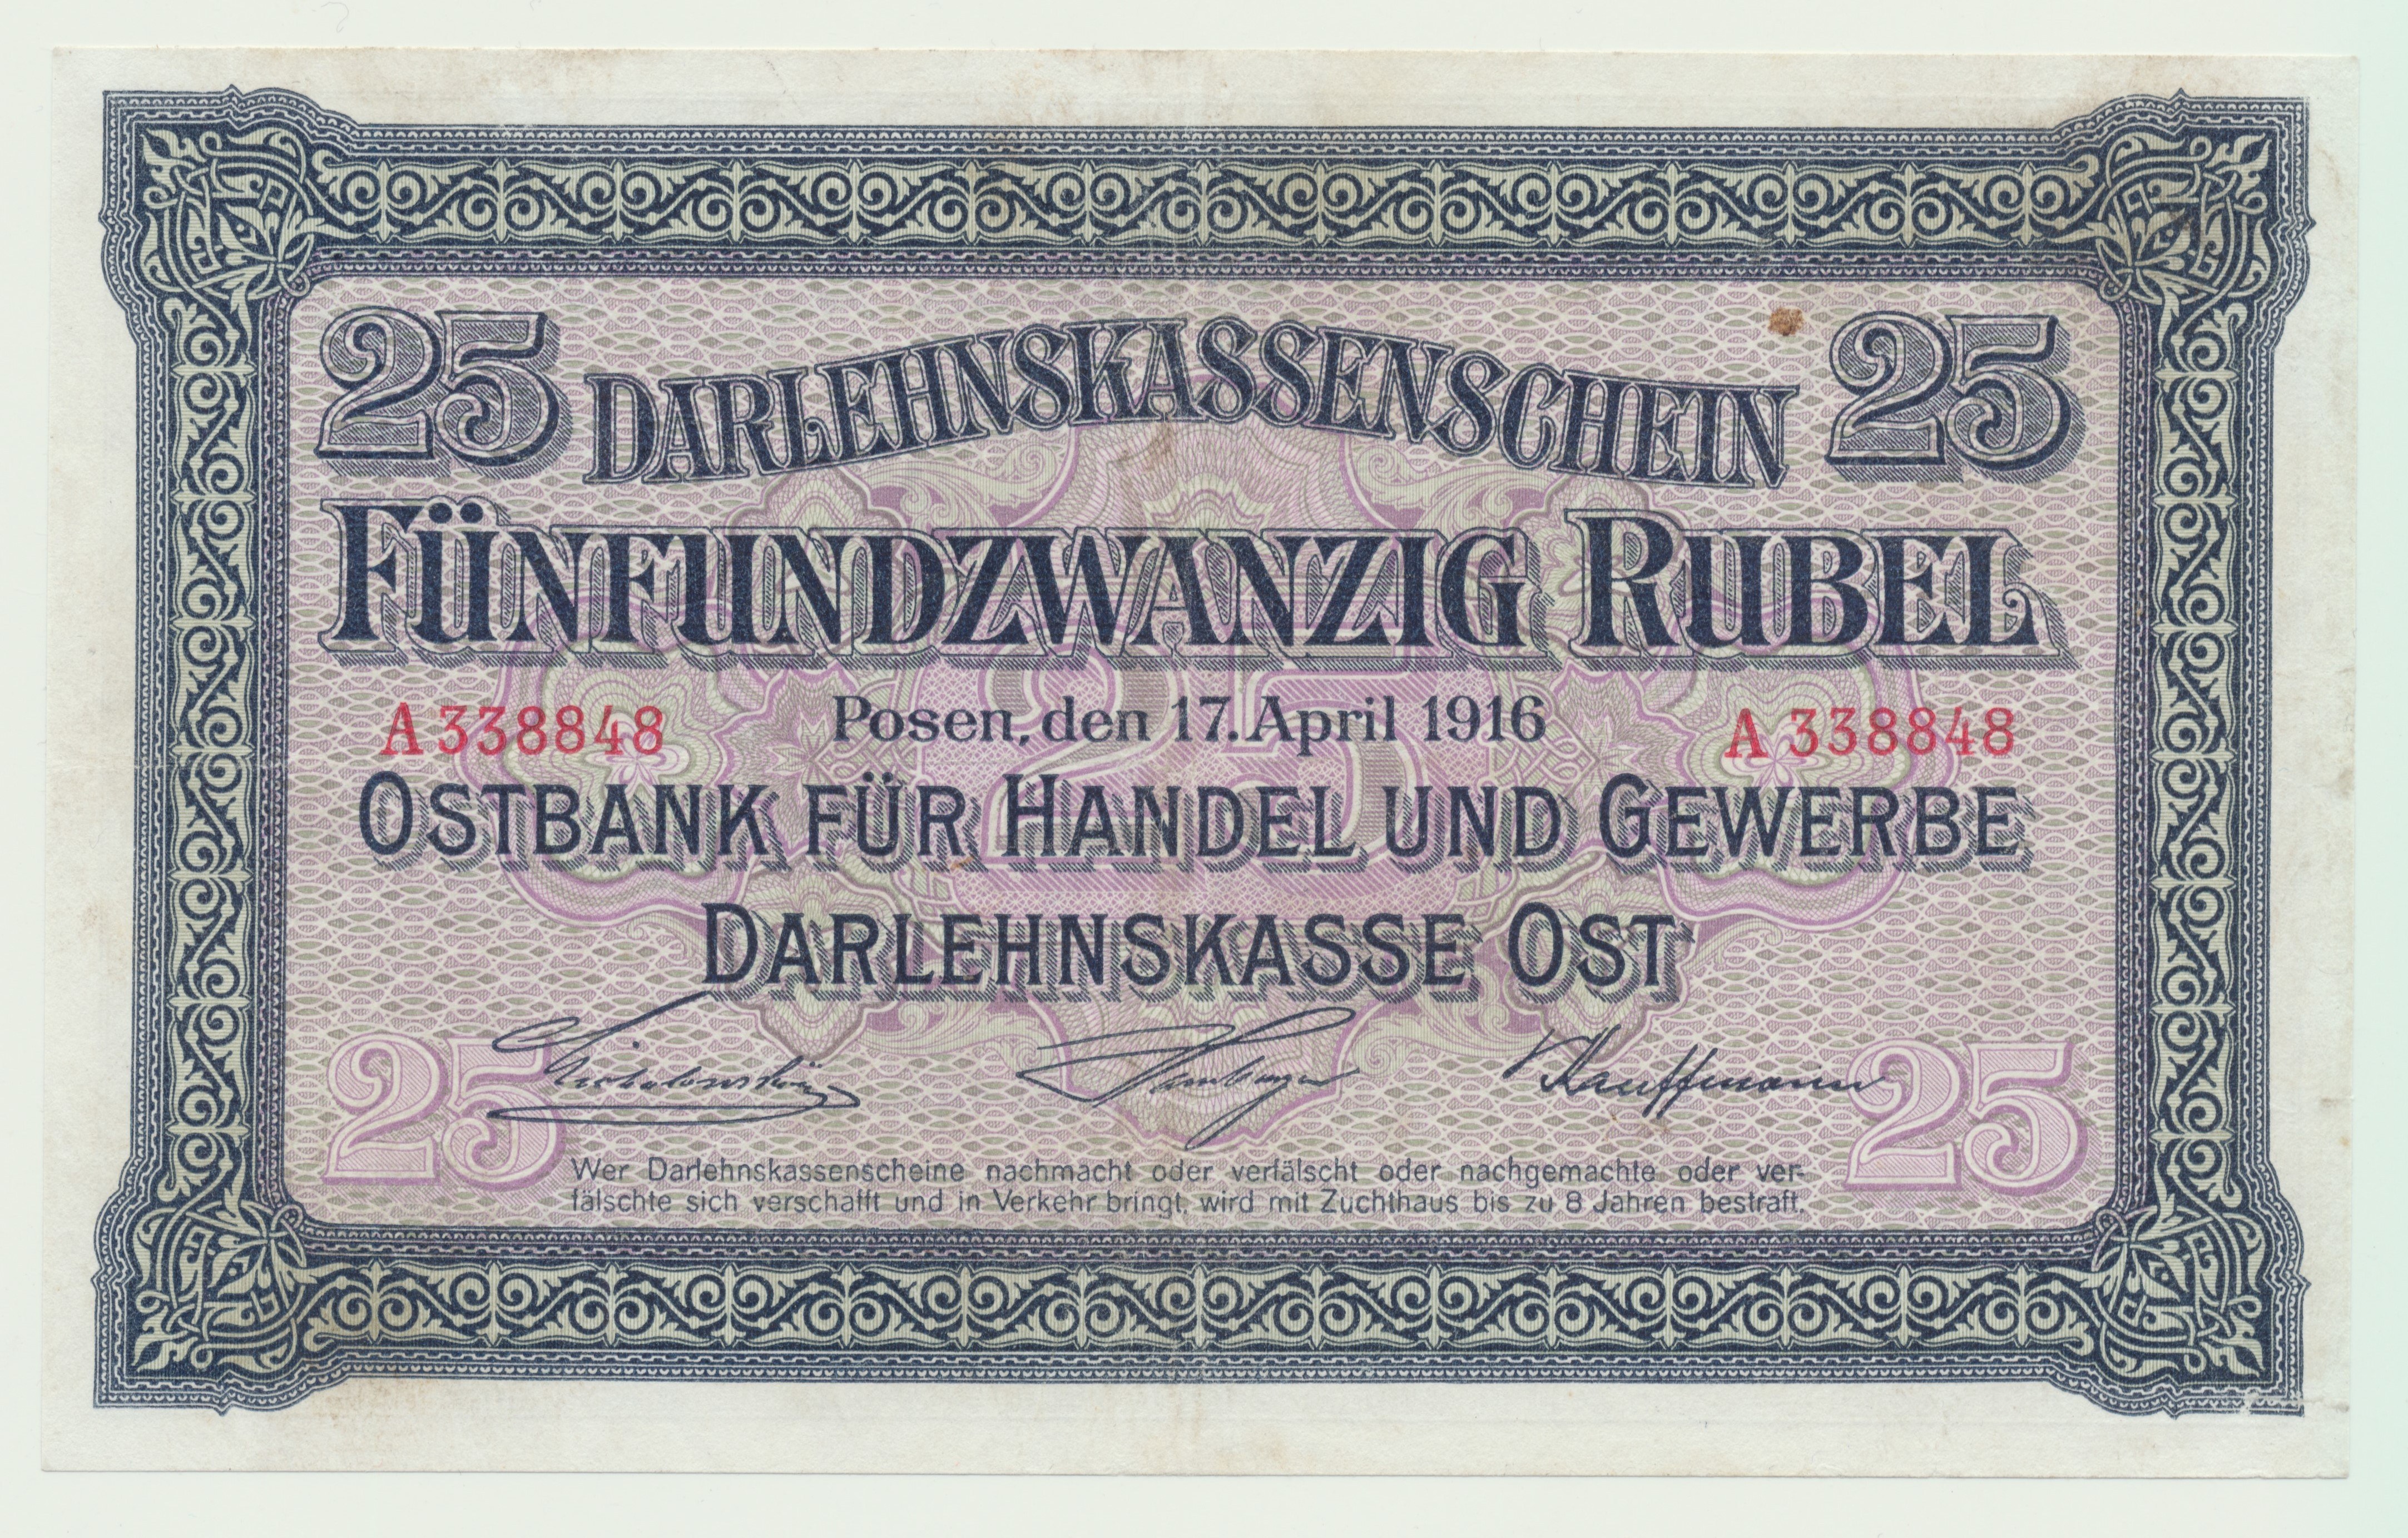 25 DARLEHNSKASSENSCHEIN 25
FÜNFUNDZWANZIG RUBEL
A 338848 Posen, den 17. April 1916 A 338848
25
OSTBANK FÜR HANDEL UND GEWERBE
DARLEHNSKASSE OST
Kauffmann
25 25
Wer Darlehnskassenscheine nachmacht oder verfälscht oder nachgemachte oder ver-
fälschte sich verschafft und in Verkehr bringt, wird mit Zuchthaus bis zu 8 Jahren bestraft.